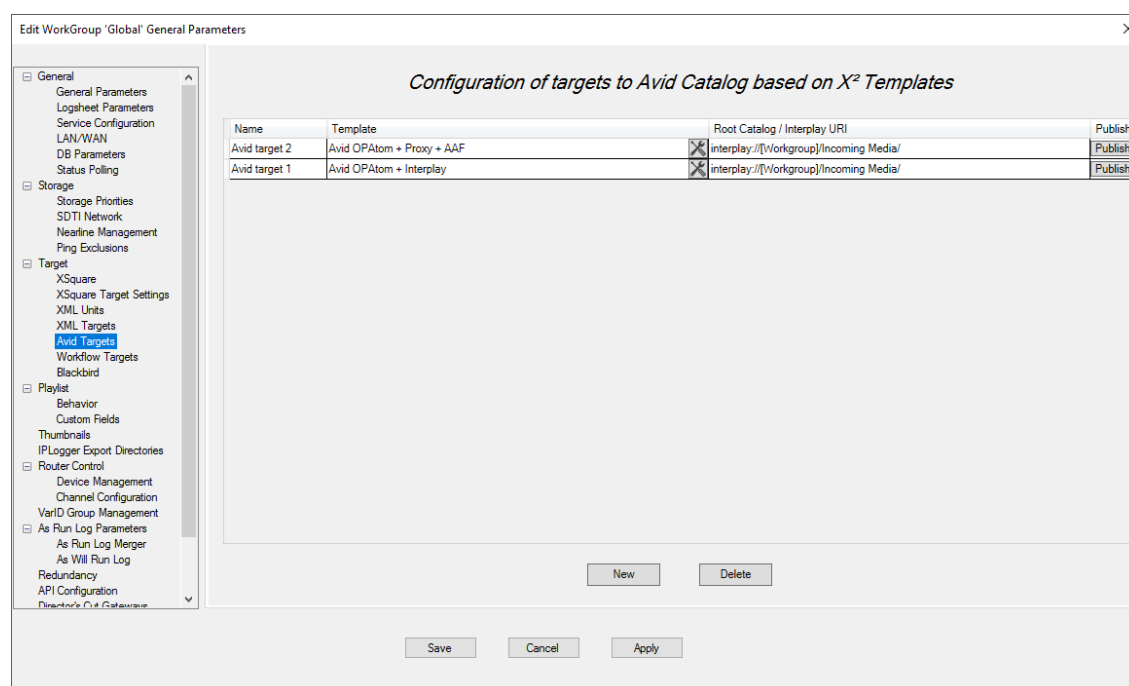 Edit WorkGroup 'Global' General Parameters
General
General Parameters
Logsheet Parameters
Service Configuration
LAN/WAN
DB Parameters
Status Polling
Storage
Storage Priorities
SDTI Network
Nearline Management
Ping Exclusions
Target
XSquare
XSquare Target Settings
XML Units
XML Targets
Avid Targets
Workflow Targets
Blackbird
Playlist
Behavior
Custom Fields
Thumbnails
IPLogger Export Directories
Router Control
Device Management
Channel Configuration
VarID Group Management
As Run Log Parameters
As Run Log Merger
As Will Run Log
Redundancy
API Configuration
Director's Cut Gateways
Configuration of targets to Avid Catalog based on X² Templates
Name Template Root Catalog / Interplay URI Publish
Avid target 2 Avid OPAtom + Proxy + AAF interplay://[Workgroup]/Incoming Media/ Publish
Avid target 1 Avid OPAtom + Interplay interplay://[Workgroup]/Incoming Media/ Publish
New Delete
Save Cancel Apply